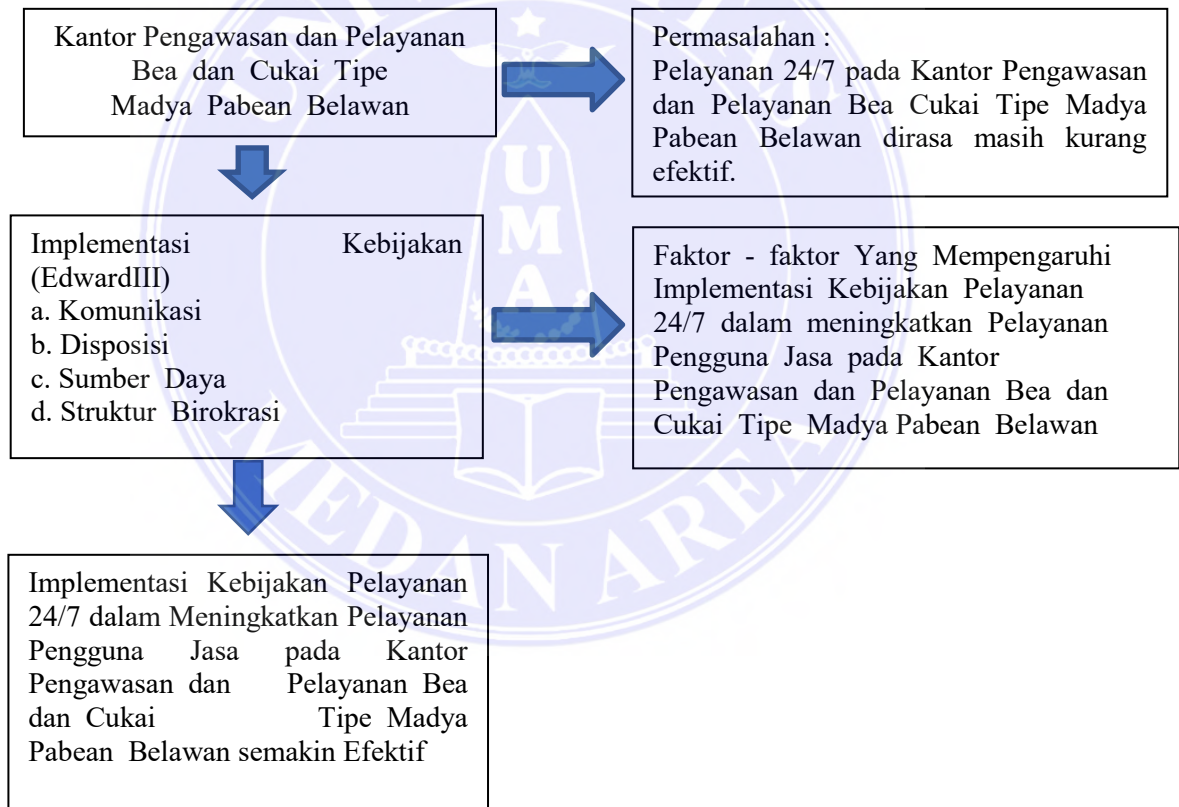 Kantor Pengawasan dan Pelayanan
Bea dan Cukai Tipe
Madya Pabean Belawan
Permasalahan :
Pelayanan 24/7 pada Kantor Pengawasan
dan Pelayanan Bea Cukai Tipe Madya
Pabean Belawan dirasa masih kurang
efektif.
Implementasi Kebijakan
(EdwardIII)
a. Komunikasi
b. Disposisi
c. Sumber Daya
d. Struktur Birokrasi
Faktor - faktor Yang Mempengaruhi
Implementasi Kebijakan Pelayanan
24/7 dalam meningkatkan Pelayanan
Pengguna Jasa pada Kantor
Pengawasan dan Pelayanan Bea dan
Cukai Tipe Madya Pabean Belawan
Implementasi Kebijakan Pelayanan
24/7 dalam Meningkatkan Pelayanan
Pengguna Jasa pada Kantor
Pengawasan dan Pelayanan Bea
dan Cukai Tipe Madya
Pabean Belawan semakin Efektif
UMA
MEDAN AREA